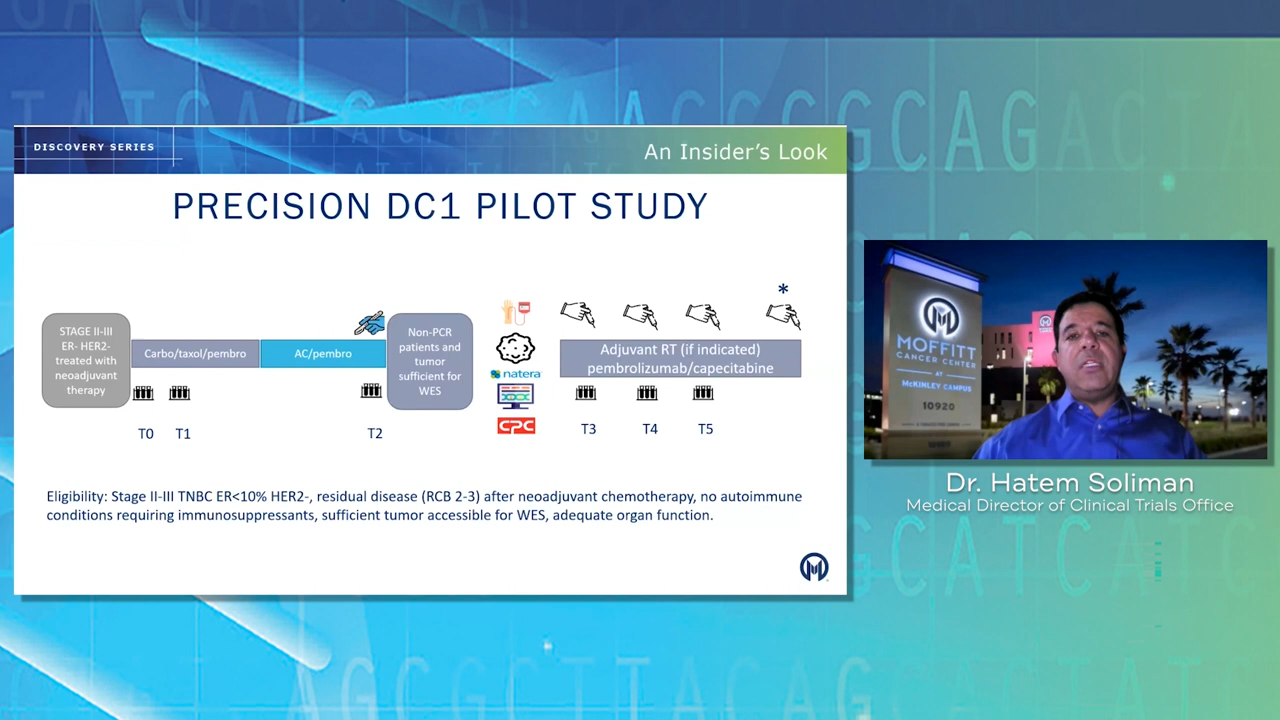 DISCOVERY SERIES
An Insider's Look
PRECISION DC1 PILOT STUDY
*
STAGE II-III
ER- HER2-
treated with
neoadjuvant
therapy
Carbo/taxol/pembro
AC/pembro
Non-PCR
patients and
tumor
sufficient for
WES
natera
CPC
Adjuvant RT (if indicated)
pembrolizumab/capecitabine
T0
T1
T2
T3
T4
T5
Eligibility: Stage II-III TNBC ER<10% HER2-, residual disease (RCB 2-3) after neoadjuvant chemotherapy, no autoimmune
conditions requiring immunosuppressants, sufficient tumor accessible for WES, adequate organ function.
MOFFITT
CANCER CENTER
AT
MCKINLEY CAMPUS
10920
Dr. Hatem Soliman
Medical Director of Clinical Trials Office